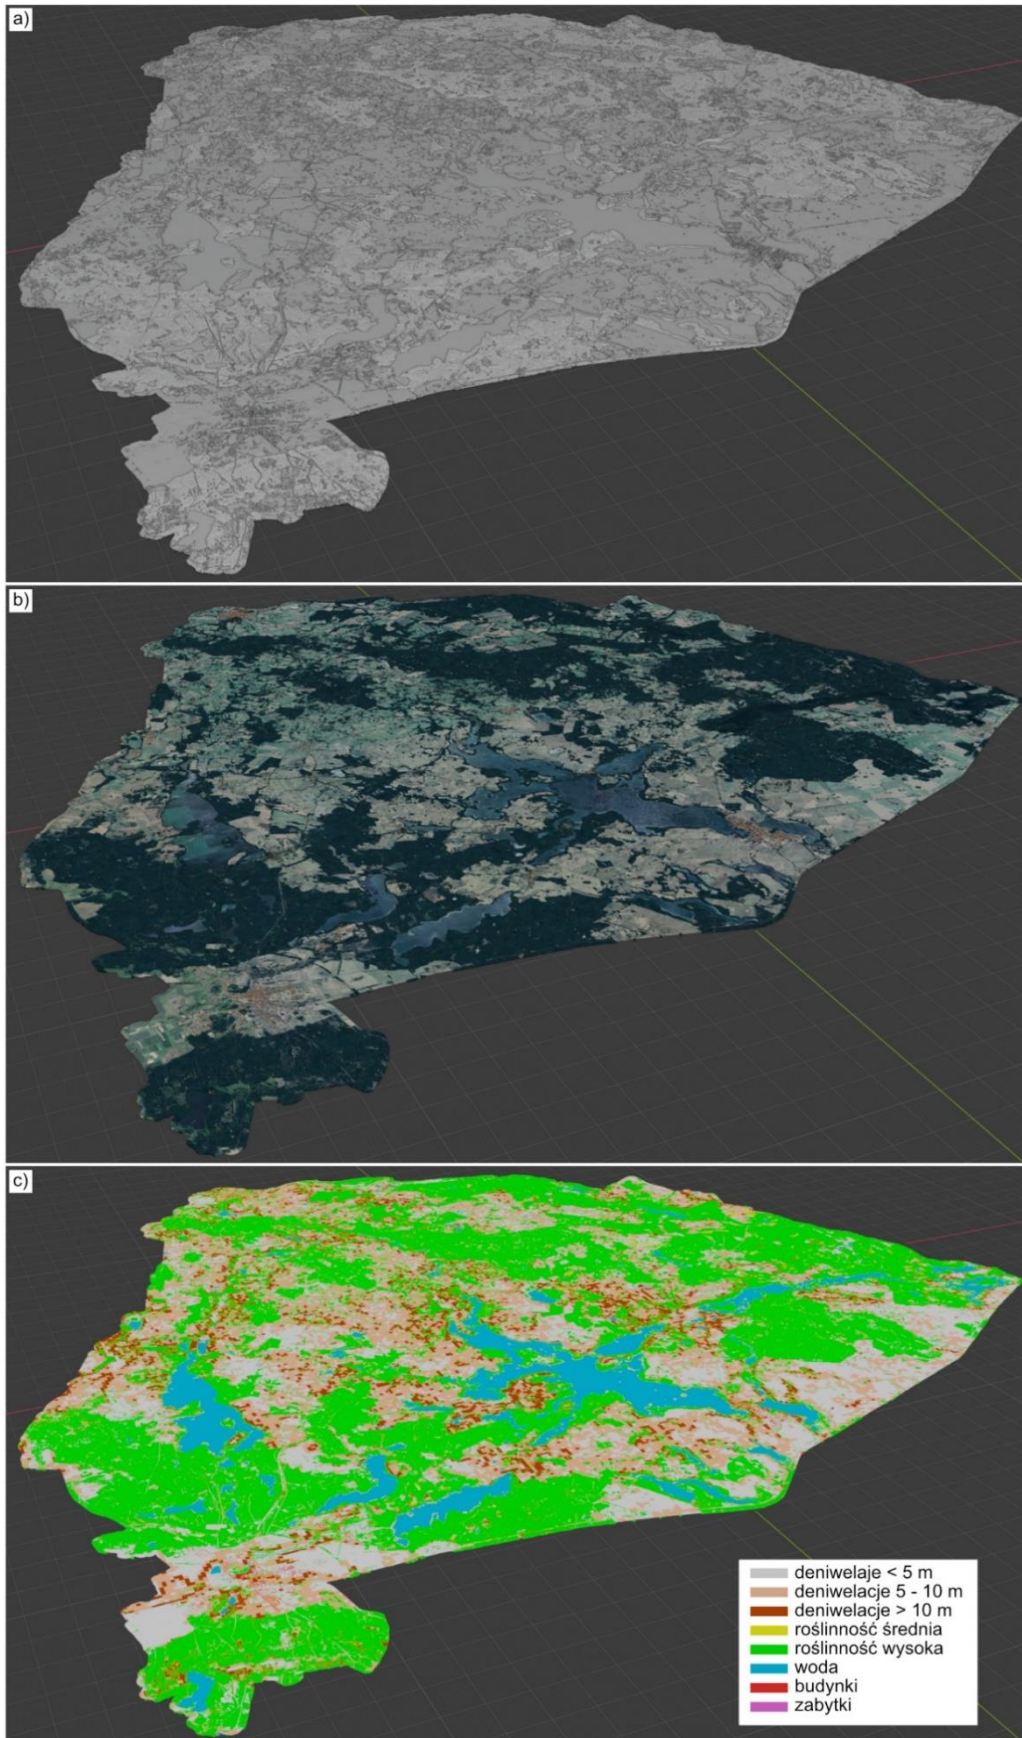 a)
b)
c)
deniwelaje < 5 m
deniwelacje 5 - 10 m
deniwelacje > 10 m
roślinność średnia
roślinność wysoka
woda
budynki
zabytki